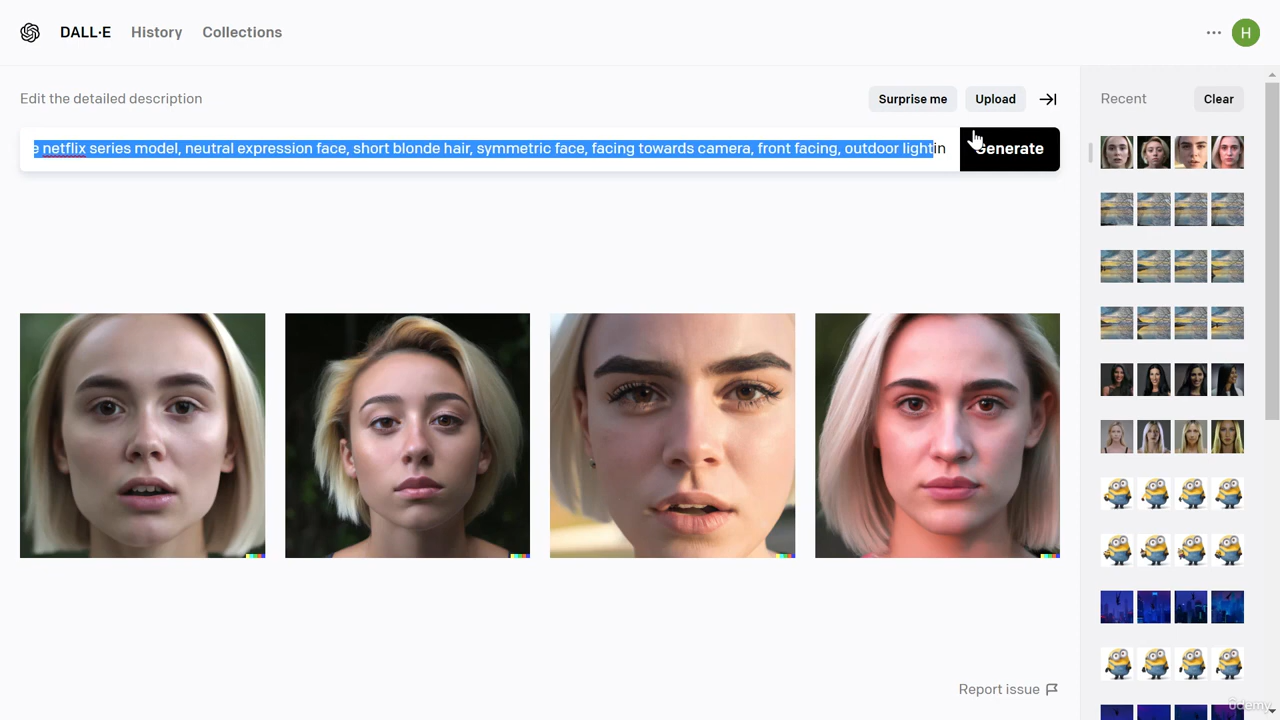 DALL·E History Collections
H
Edit the detailed description
Surprise me
Upload
Recent
Clear
e netflix series model, neutral expression face, short blonde hair, symmetric face, facing towards camera, front facing, outdoor lightin
Generate
Report issue
ûdemy